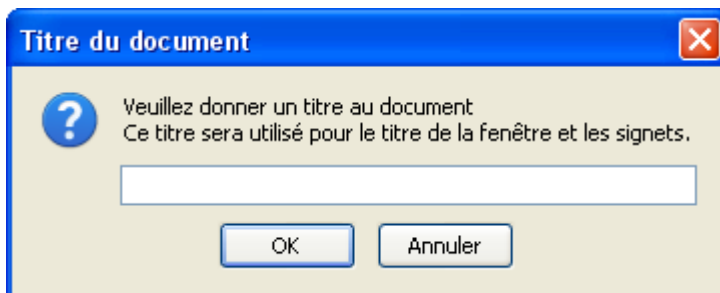 Titre du document
Veuillez donner un titre au document
Ce titre sera utilisé pour le titre de la fenêtre et les signets.
OK
Annuler